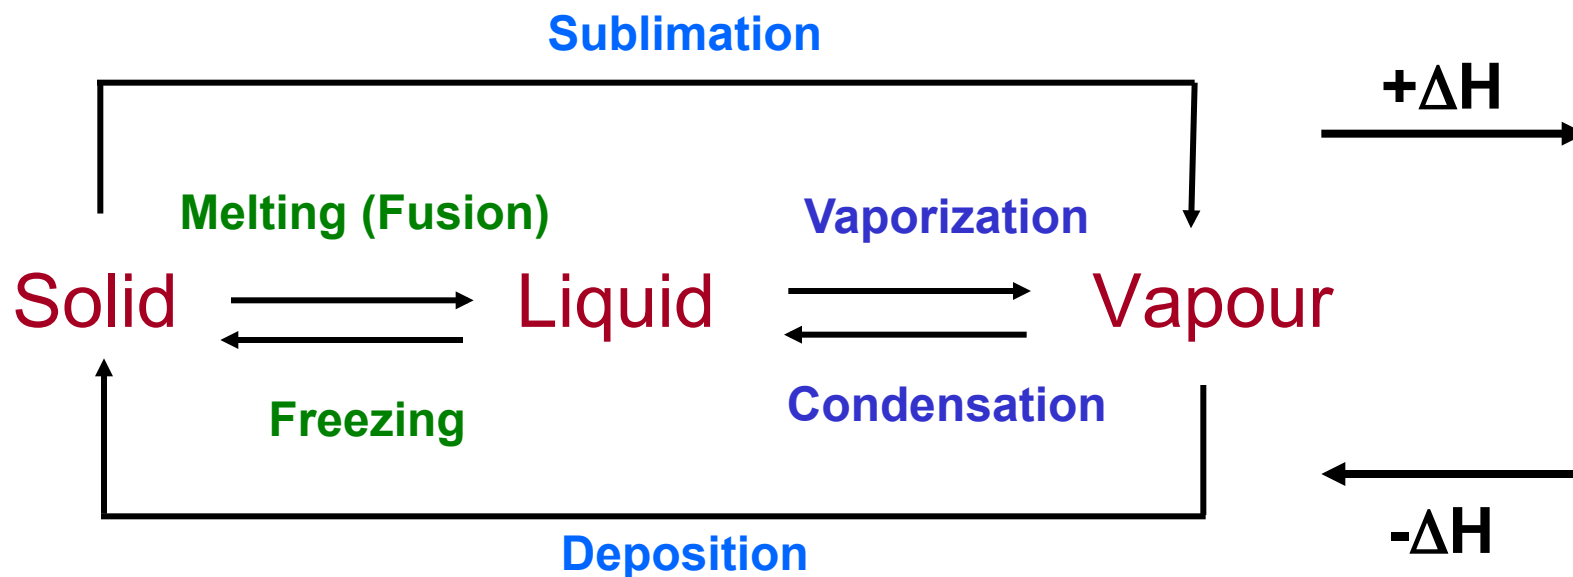 Sublimation
+ΔH
Melting (Fusion)
Vaporization
Solid
Liquid
Vapour
Freezing
Condensation
-ΔH
Deposition